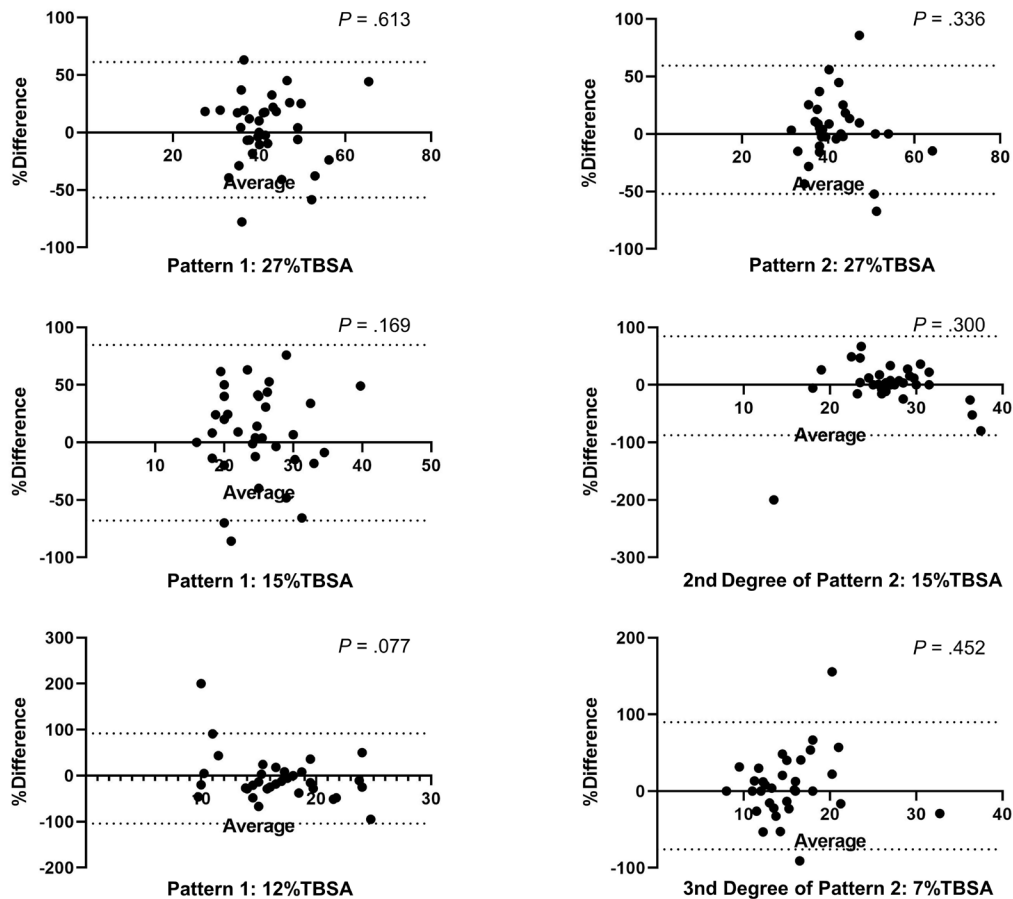 P = .613
100
50
0
-50
-100
%Difference
20
40
60
80
Average
Pattern 1: 27%TBSA
P = .336
100
50
0
-50
-100
%Difference
20
40
60
80
Average
Pattern 2: 27%TBSA
P = .169
100
50
0
-50
-100
%Difference
10
20
30
40
50
Average
Pattern 1: 15%TBSA
P = .300
100
0
-100
-200
-300
%Difference
10
20
30
40
Average
2nd Degree of Pattern 2: 15%TBSA
P = .077
300
200
100
0
-100
-200
%Difference
10
20
30
Average
Pattern 1: 12%TBSA
P = .452
200
100
0
-100
%Difference
10
20
30
40
Average
3nd Degree of Pattern 2: 7%TBSA